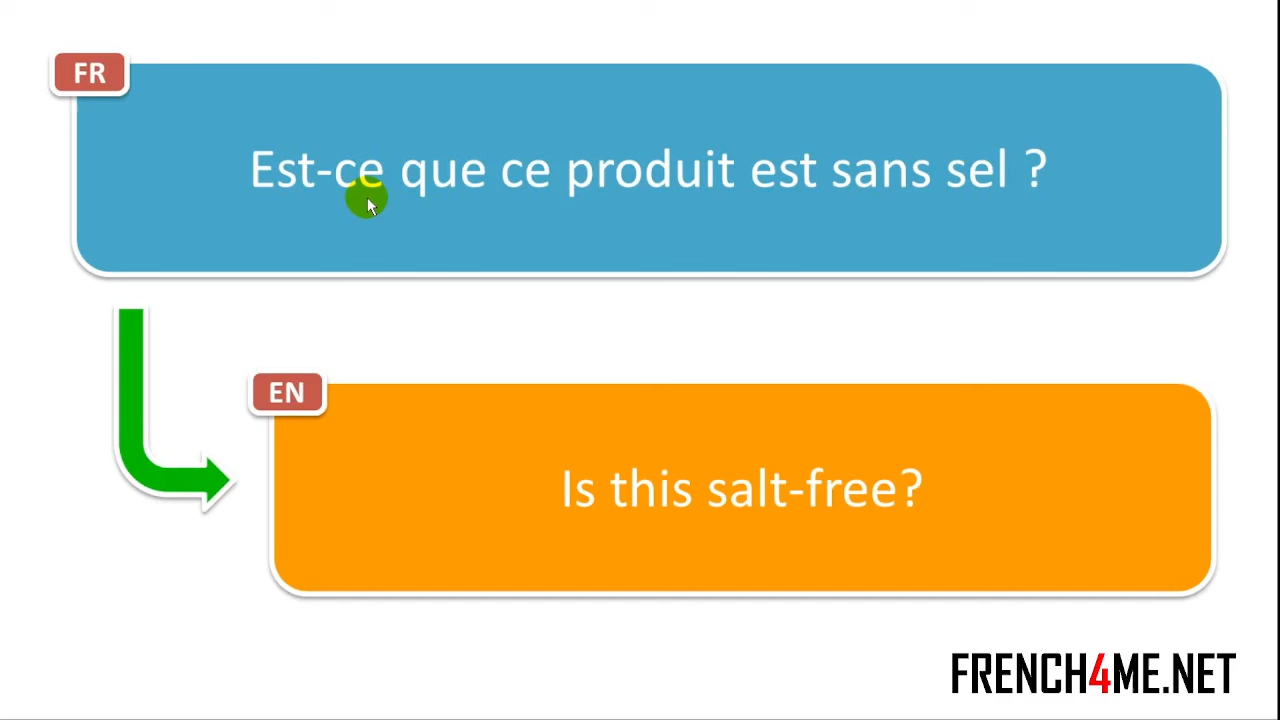 FR
Est-ce que ce produit est sans sel ?
EN
Is this salt-free?
FRENCH4ME.NET